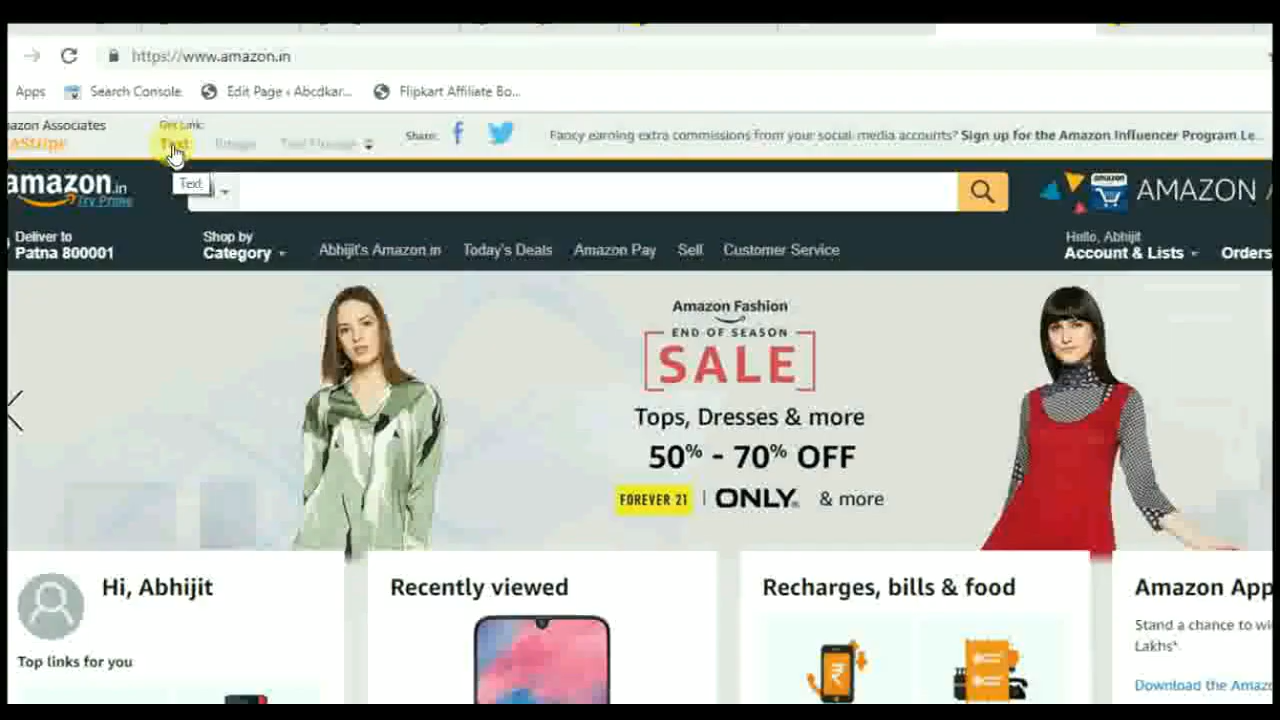 https://www.amazon.in
Apps Search Console Edit Page ‹ Abcdkar... Flipkart Affiliate Bo...
azon Associates Get Link: Share: Fancy earning extra commissions from your social media accounts? Sign up for the Amazon Influencer Program Le...
Text Image
Text
amazon.in
Try Prime
amazon
AMAZON
Deliver to
Patna 800001
Shop by
Category
Abhijit's Amazon.in Today's Deals Amazon Pay Sell Customer Service
Hello, Abhijit
Account & Lists
Orders
Amazon Fashion
END OF SEASON
SALE
Tops, Dresses & more
50% - 70% OFF
FOREVER 21 | ONLY & more
Hi, Abhijit
Top links for you
Recently viewed
Recharges, bills & food
Amazon App
Stand a chance to wi
Lakhs*
Download the Amaz